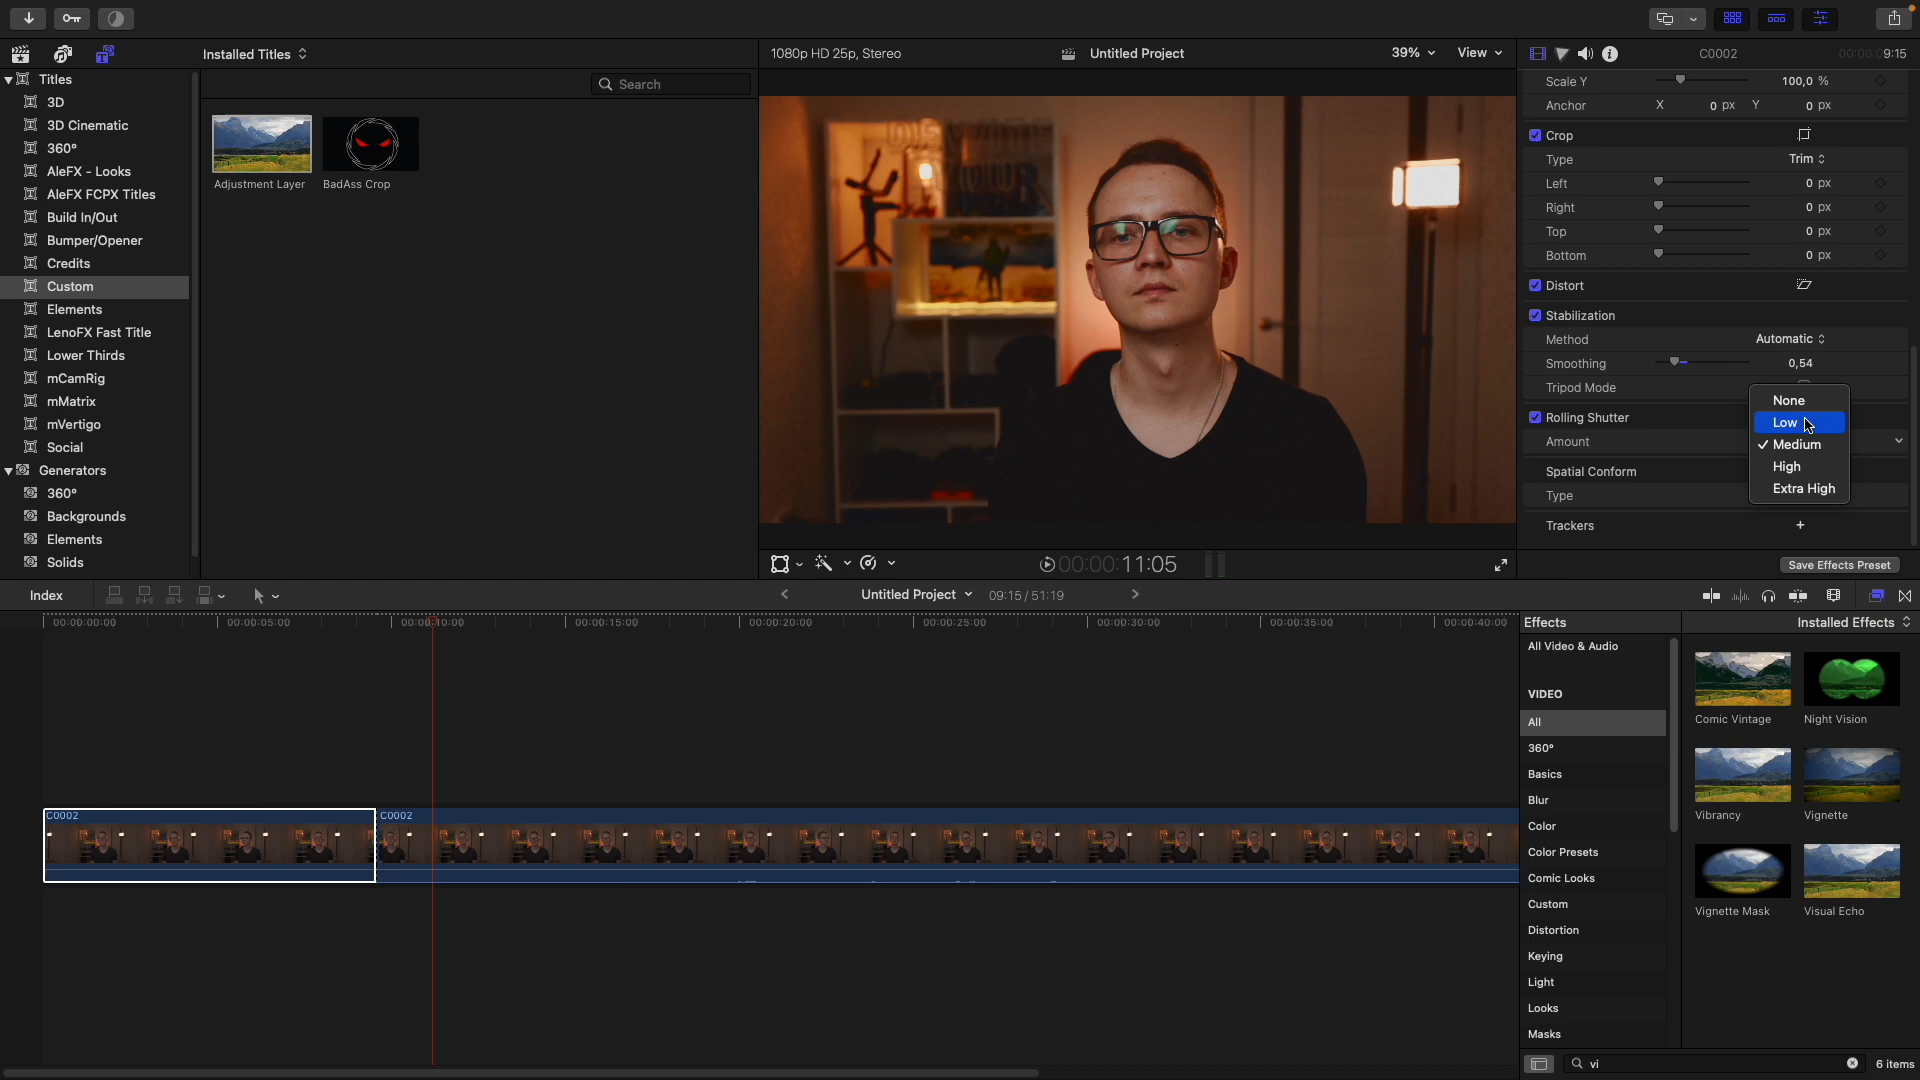 Installed Titles
1080p HD 25p, Stereo
Untitled Project
39%
View
C0002
00:00:09:15
Titles
3D
3D Cinematic
360°
AleFX - Looks
AleFX FCPX Titles
Build In/Out
Bumper/Opener
Credits
Custom
Elements
LenoFX Fast Title
Lower Thirds
mCamRig
mMatrix
mVertigo
Social
Generators
360°
Backgrounds
Elements
Solids
Search
Adjustment Layer
BadAss Crop
Scale Y 100,0 %
Anchor X 0 px Y 0 px
Crop
Type Trim
Left 0 px
Right 0 px
Top 0 px
Bottom 0 px
Distort
Stabilization
Method Automatic
Smoothing 0,54
Tripod Mode
Rolling Shutter
Amount
None
Low
Medium
High
Extra High
Spatial Conform
Type
Trackers
Save Effects Preset
00:00:11:05
Index
Untitled Project
09:15 / 51:19
00:00:00:00
00:00:05:00
00:00:10:00
00:00:15:00
00:00:20:00
00:00:25:00
00:00:30:00
00:00:35:00
00:00:40:00
C0002
C0002
Effects
Installed Effects
All Video & Audio
VIDEO
All
360°
Basics
Blur
Color
Color Presets
Comic Looks
Custom
Distortion
Keying
Light
Looks
Masks
Comic Vintage
Night Vision
Vibrancy
Vignette
Vignette Mask
Visual Echo
vi
6 items